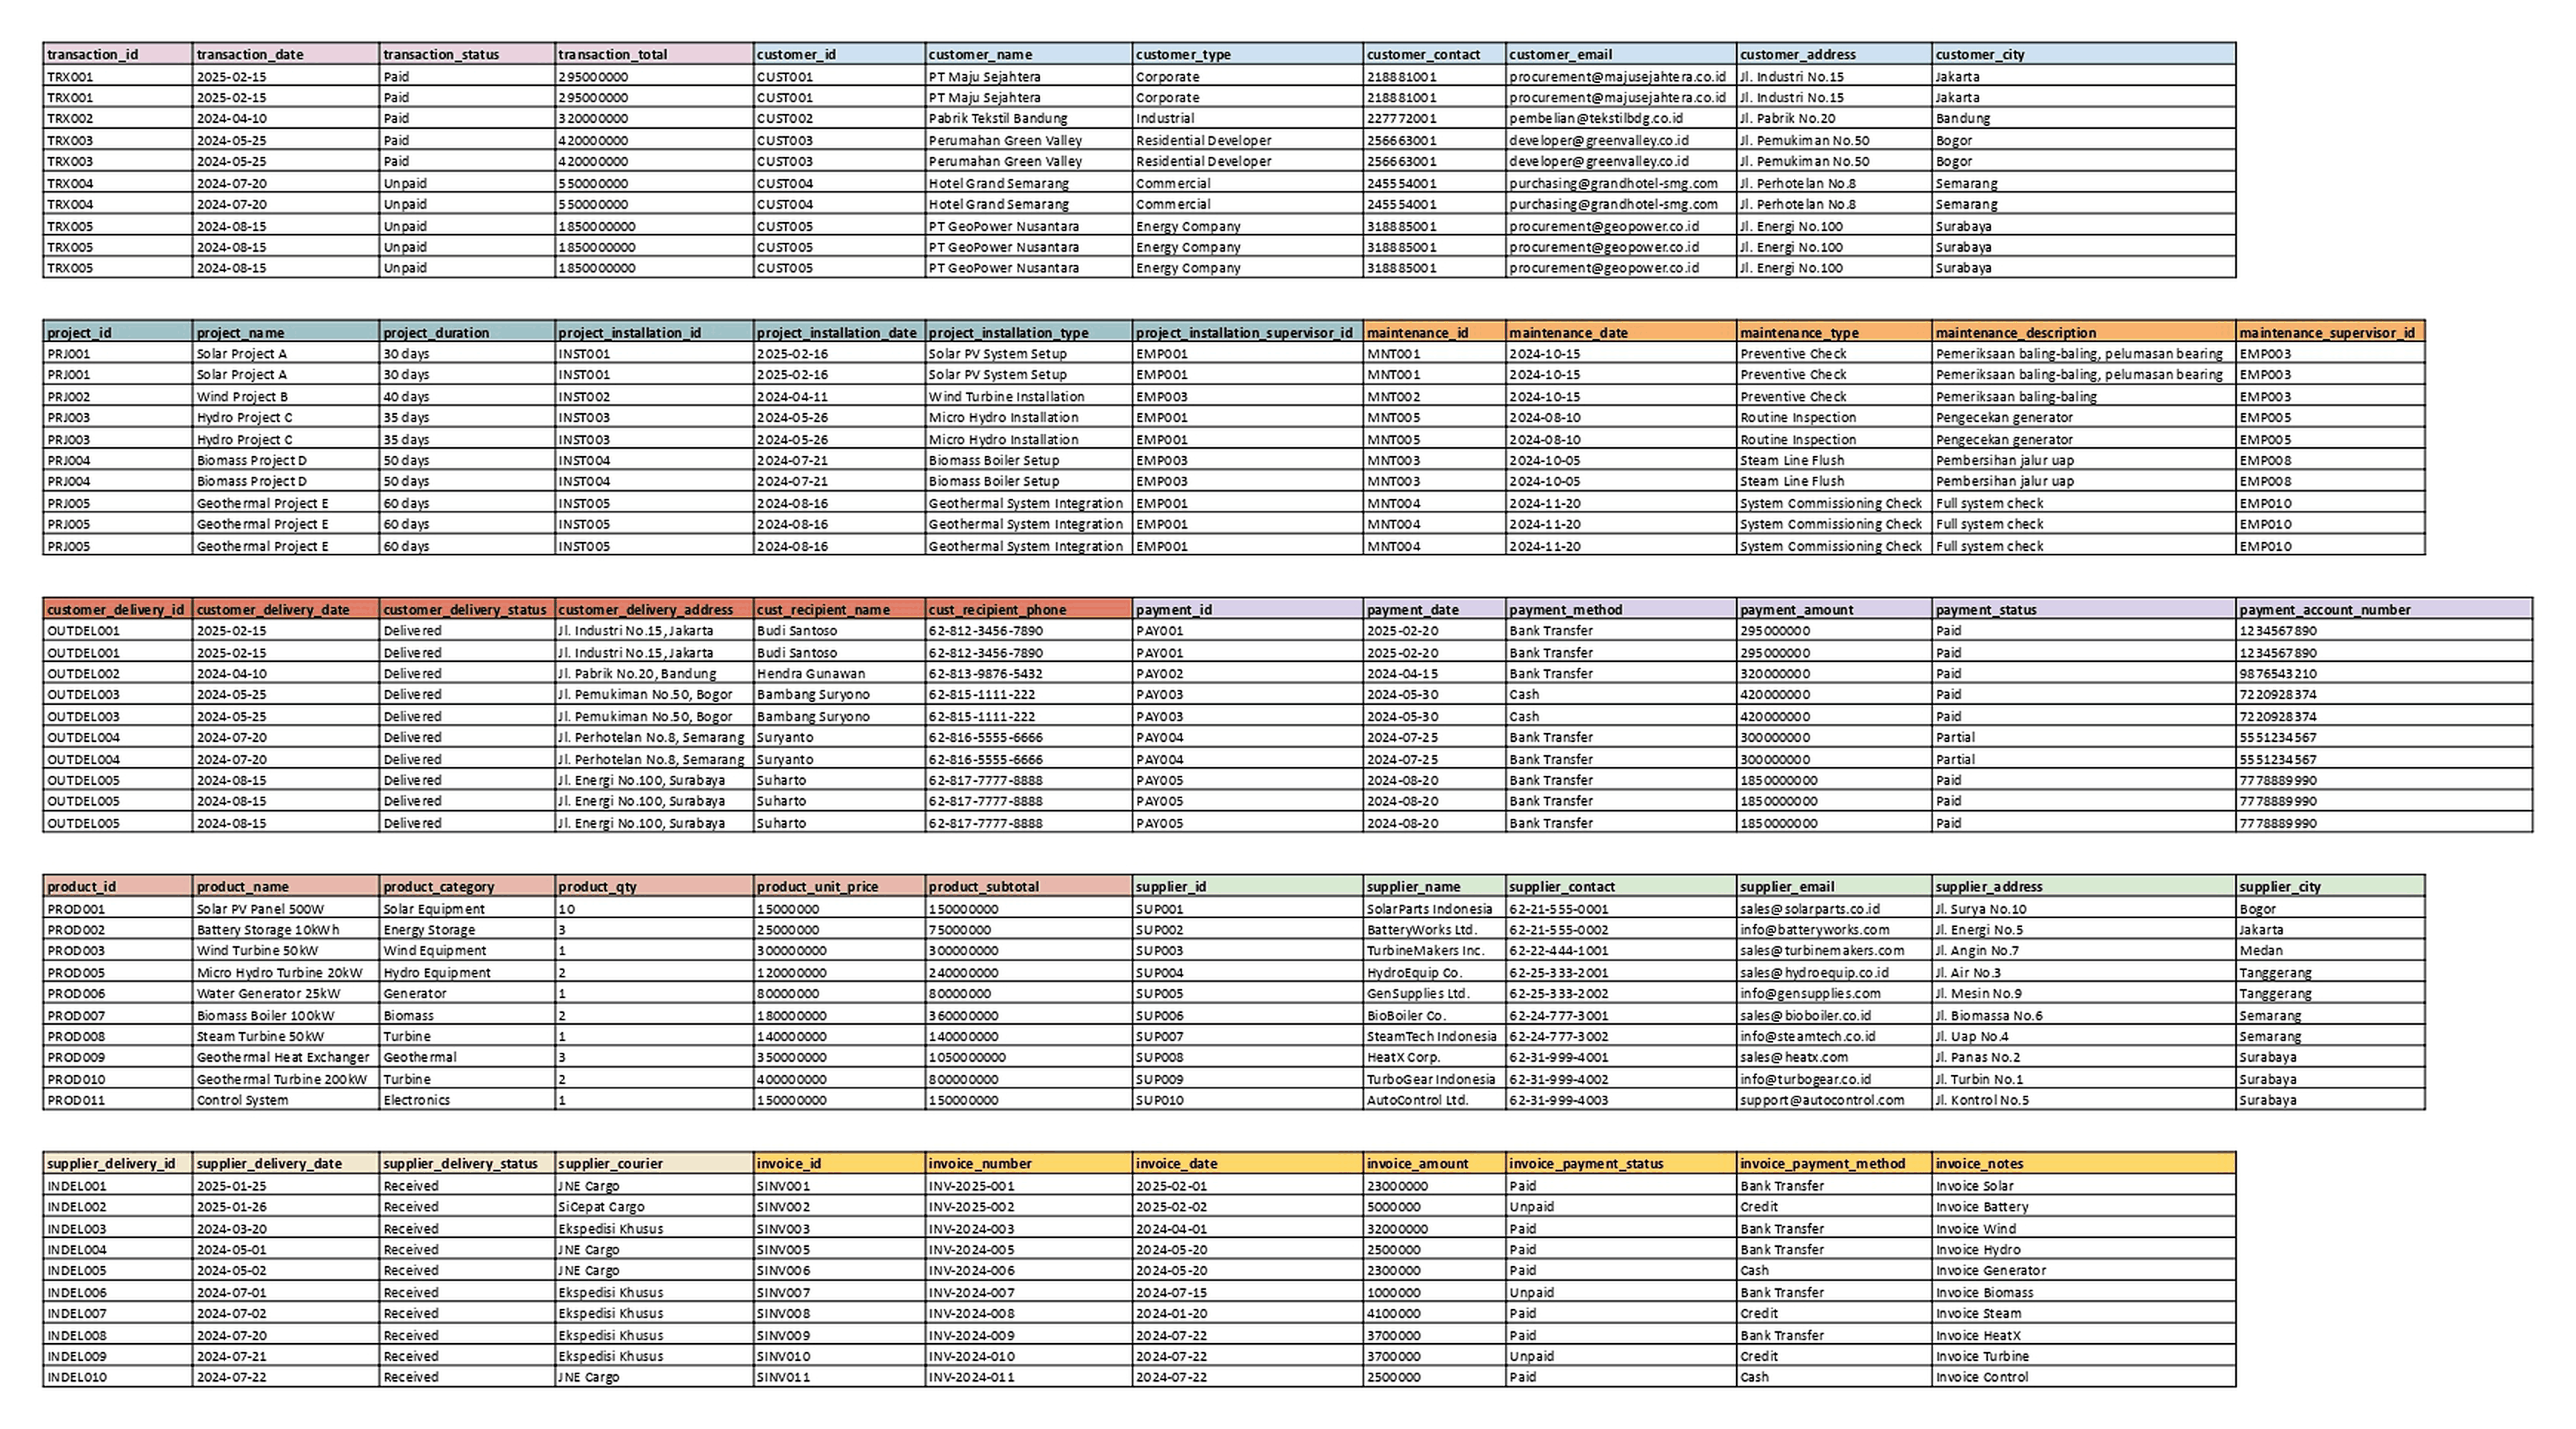 transaction_id transaction_date transaction_status transaction_total customer_id customer_name customer_type customer_contact customer_email customer_address customer_city
TRX001 2025-02-15 Paid 295000000 CUST001 PT Maju Sejahtera Corporate 218881001 procurement@majusejahtera.co.id Jl. Industri No.15 Jakarta
TRX001 2025-02-15 Paid 295000000 CUST001 PT Maju Sejahtera Corporate 218881001 procurement@majusejahtera.co.id Jl. Industri No.15 Jakarta
TRX002 2024-04-10 Paid 320000000 CUST002 Pabrik Tekstil Bandung Industrial 227772001 pembelian@tekstilbdg.co.id Jl. Pabrik No.20 Bandung
TRX003 2024-05-25 Paid 420000000 CUST003 Perumahan Green Valley Residential Developer 256663001 developer@greenvalley.co.id Jl. Pemukiman No.50 Bogor
TRX003 2024-05-25 Paid 420000000 CUST003 Perumahan Green Valley Residential Developer 256663001 developer@greenvalley.co.id Jl. Pemukiman No.50 Bogor
TRX004 2024-07-20 Unpaid 550000000 CUST004 Hotel Grand Semarang Commercial 245554001 purchasing@grandhotel-smg.com Jl. Perhotelan No.8 Semarang
TRX004 2024-07-20 Unpaid 550000000 CUST004 Hotel Grand Semarang Commercial 245554001 purchasing@grandhotel-smg.com Jl. Perhotelan No.8 Semarang
TRX005 2024-08-15 Unpaid 1850000000 CUST005 PT GeoPower Nusantara Energy Company 318885001 procurement@geopower.co.id Jl. Energi No.100 Surabaya
TRX005 2024-08-15 Unpaid 1850000000 CUST005 PT GeoPower Nusantara Energy Company 318885001 procurement@geopower.co.id Jl. Energi No.100 Surabaya
TRX005 2024-08-15 Unpaid 1850000000 CUST005 PT GeoPower Nusantara Energy Company 318885001 procurement@geopower.co.id Jl. Energi No.100 Surabaya
project_id project_name project_duration project_installation_id project_installation_date project_installation_type project_installation_supervisor_id maintenance_id maintenance_date maintenance_type maintenance_description maintenance_supervisor_id
PRJ001 Solar Project A 30 days INST001 2025-02-16 Solar PV System Setup EMP001 MNT001 2024-10-15 Preventive Check Pemeriksaan baling-baling, pelumasan bearing EMP003
PRJ001 Solar Project A 30 days INST001 2025-02-16 Solar PV System Setup EMP001 MNT001 2024-10-15 Preventive Check Pemeriksaan baling-baling, pelumasan bearing EMP003
PRJ002 Wind Project B 40 days INST002 2024-04-11 Wind Turbine Installation EMP003 MNT002 2024-10-15 Preventive Check Pemeriksaan baling-baling EMP003
PRJ003 Hydro Project C 35 days INST003 2024-05-26 Micro Hydro Installation EMP001 MNT005 2024-08-10 Routine Inspection Pengecekan generator EMP005
PRJ003 Hydro Project C 35 days INST003 2024-05-26 Micro Hydro Installation EMP001 MNT005 2024-08-10 Routine Inspection Pengecekan generator EMP005
PRJ004 Biomass Project D 50 days INST004 2024-07-21 Biomass Boiler Setup EMP003 MNT003 2024-10-05 Steam Line Flush Pembersihan jalur uap EMP008
PRJ004 Biomass Project D 50 days INST004 2024-07-21 Biomass Boiler Setup EMP003 MNT003 2024-10-05 Steam Line Flush Pembersihan jalur uap EMP008
PRJ005 Geothermal Project E 60 days INST005 2024-08-16 Geothermal System Integration EMP001 MNT004 2024-11-20 System Commissioning Check Full system check EMP010
PRJ005 Geothermal Project E 60 days INST005 2024-08-16 Geothermal System Integration EMP001 MNT004 2024-11-20 System Commissioning Check Full system check EMP010
PRJ005 Geothermal Project E 60 days INST005 2024-08-16 Geothermal System Integration EMP001 MNT004 2024-11-20 System Commissioning Check Full system check EMP010
customer_delivery_id customer_delivery_date customer_delivery_status customer_delivery_address cust_recipient_name cust_recipient_phone payment_id payment_date payment_method payment_amount payment_status payment_account_number
OUTDEL001 2025-02-15 Delivered Jl. Industri No.15, Jakarta Budi Santoso 62-812-3456-7890 PAY001 2025-02-20 Bank Transfer 295000000 Paid 1234567890
OUTDEL001 2025-02-15 Delivered Jl. Industri No.15, Jakarta Budi Santoso 62-812-3456-7890 PAY001 2025-02-20 Bank Transfer 295000000 Paid 1234567890
OUTDEL002 2024-04-10 Delivered Jl. Pabrik No.20, Bandung Hendra Gunawan 62-813-9876-5432 PAY002 2024-04-15 Bank Transfer 320000000 Paid 9876543210
OUTDEL003 2024-05-25 Delivered Jl. Pemukiman No.50, Bogor Bambang Suryono 62-815-1111-222 PAY003 2024-05-30 Cash 420000000 Paid 7220928374
OUTDEL003 2024-05-25 Delivered Jl. Pemukiman No.50, Bogor Bambang Suryono 62-815-1111-222 PAY003 2024-05-30 Cash 420000000 Paid 7220928374
OUTDEL004 2024-07-20 Delivered Jl. Perhotelan No.8, Semarang Suryanto 62-816-5555-6666 PAY004 2024-07-25 Bank Transfer 300000000 Partial 5551234567
OUTDEL004 2024-07-20 Delivered Jl. Perhotelan No.8, Semarang Suryanto 62-816-5555-6666 PAY004 2024-07-25 Bank Transfer 300000000 Partial 5551234567
OUTDEL005 2024-08-15 Delivered Jl. Energi No.100, Surabaya Suharto 62-817-7777-8888 PAY005 2024-08-20 Bank Transfer 1850000000 Paid 7778889990
OUTDEL005 2024-08-15 Delivered Jl. Energi No.100, Surabaya Suharto 62-817-7777-8888 PAY005 2024-08-20 Bank Transfer 1850000000 Paid 7778889990
OUTDEL005 2024-08-15 Delivered Jl. Energi No.100, Surabaya Suharto 62-817-7777-8888 PAY005 2024-08-20 Bank Transfer 1850000000 Paid 7778889990
product_id product_name product_category product_qty product_unit_price product_subtotal supplier_id supplier_name supplier_contact supplier_email supplier_address supplier_city
PROD001 Solar PV Panel 500W Solar Equipment 10 15000000 150000000 SUP001 SolarParts Indonesia 62-21-555-0001 sales@solarparts.co.id Jl. Surya No.10 Bogor
PROD002 Battery Storage 10kWh Energy Storage 3 25000000 75000000 SUP002 BatteryWorks Ltd. 62-21-555-0002 info@batteryworks.com Jl. Energi No.5 Jakarta
PROD003 Wind Turbine 50kW Wind Equipment 1 300000000 300000000 SUP003 TurbineMakers Inc. 62-22-444-1001 sales@turbinemakers.com Jl. Angin No.7 Medan
PROD005 Micro Hydro Turbine 20kW Hydro Equipment 2 120000000 240000000 SUP004 HydroEquip Co. 62-25-333-2001 sales@hydroequip.co.id Jl. Air No.3 Tanggerang
PROD006 Water Generator 25kW Generator 1 80000000 80000000 SUP005 GenSupplies Ltd. 62-25-333-2002 info@gensupplies.com Jl. Mesin No.9 Tanggerang
PROD007 Biomass Boiler 100kW Biomass 2 180000000 360000000 SUP006 BioBoiler Co. 62-24-777-3001 sales@bioboiler.co.id Jl. Biomassa No.6 Semarang
PROD008 Steam Turbine 50kW Turbine 1 140000000 140000000 SUP007 SteamTech Indonesia 62-24-777-3002 info@steamtech.co.id Jl. Uap No.4 Semarang
PROD009 Geothermal Heat Exchanger Geothermal 3 350000000 1050000000 SUP008 HeatX Corp. 62-31-999-4001 sales@heatx.com Jl. Panas No.2 Surabaya
PROD010 Geothermal Turbine 200kW Turbine 2 400000000 800000000 SUP009 TurboGear Indonesia 62-31-999-4002 info@turbogear.co.id Jl. Turbin No.1 Surabaya
PROD011 Control System Electronics 1 150000000 150000000 SUP010 AutoControl Ltd. 62-31-999-4003 support@autocontrol.com Jl. Kontrol No.5 Surabaya
supplier_delivery_id supplier_delivery_date supplier_delivery_status supplier_courier invoice_id invoice_number invoice_date invoice_amount invoice_payment_status invoice_payment_method invoice_notes
INDEL001 2025-01-25 Received JNE Cargo SINV001 INV-2025-001 2025-02-01 23000000 Paid Bank Transfer Invoice Solar
INDEL002 2025-01-26 Received SiCepat Cargo SINV002 INV-2025-002 2025-02-02 5000000 Unpaid Credit Invoice Battery
INDEL003 2024-03-20 Received Ekspedisi Khusus SINV003 INV-2024-003 2024-04-01 32000000 Paid Bank Transfer Invoice Wind
INDEL004 2024-05-01 Received JNE Cargo SINV005 INV-2024-005 2024-05-20 2500000 Paid Bank Transfer Invoice Hydro
INDEL005 2024-05-02 Received JNE Cargo SINV006 INV-2024-006 2024-05-20 2300000 Paid Cash Invoice Generator
INDEL006 2024-07-01 Received Ekspedisi Khusus SINV007 INV-2024-007 2024-07-15 1000000 Unpaid Bank Transfer Invoice Biomass
INDEL007 2024-07-02 Received Ekspedisi Khusus SINV008 INV-2024-008 2024-01-20 4100000 Paid Credit Invoice Steam
INDEL008 2024-07-20 Received Ekspedisi Khusus SINV009 INV-2024-009 2024-07-22 3700000 Paid Bank Transfer Invoice HeatX
INDEL009 2024-07-21 Received Ekspedisi Khusus SINV010 INV-2024-010 2024-07-22 3700000 Unpaid Credit Invoice Turbine
INDEL010 2024-07-22 Received JNE Cargo SINV011 INV-2024-011 2024-07-22 2500000 Paid Cash Invoice Control